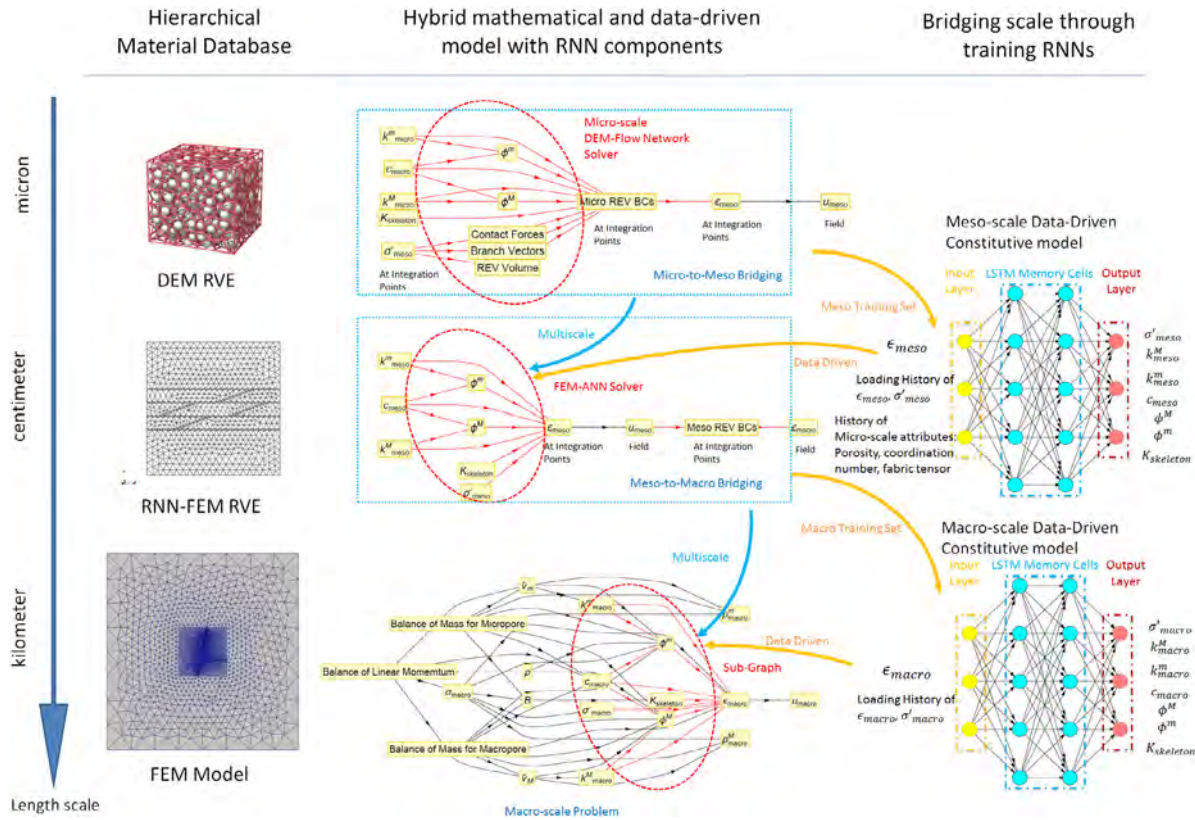 Hierarchical
Material Database
Hybrid mathematical and data-driven
model with RNN components
Bridging scale through
training RNNs
micron
centimeter
kilometer
Length scale
DEM RVE
RNN-FEM RVE
FEM Model
Micro-scale
DEM-Flow Network
Solver
k^m_micro
ϕ^m
c_macro
k^M_micro
ϕ^M
K_skeleton
σ'_meso
Contact Forces
Branch Vectors
REV Volume
At Integration
Points
Micro REV BCs
At Integration
Points
ϵ_meso
At Integration
Points
u_meso
Field
Micro-to-Meso Bridging
Multiscale
Meso Training Set
Data Driven
k^m_meso
ϕ^m
c_meso
ϕ^M
k^M_meso
FEM-ANN Solver
K_skeleton
ϵ_meso
At Integration
Points
u_meso
Field
Meso REV BCs
At Integration
Points
Field
Meso-to-Macro Bridging
Multiscale
Macro Training Set
Data Driven
Balance of Mass for Micropore
Balance of Linear Momentum
Balance of Mass for Macropore
σ_macro
ṽ_m
ṽ_M
k^m_macro
ϕ^m
c_macro
K_skeleton
σ'_macro
ϕ^M
k^M_macro
Sub-Graph
p^m_macro
ϵ_macro
u_macro
p^M_macro
Macro-scale Problem
Meso-scale Data-Driven
Constitutive model
Input
Layer
LSTM Memory Cells
Output
Layer
ϵ_meso
Loading History of
ϵ_meso, σ'_meso
History of
Micro-scale attributes:
Porosity, coordination
number, fabric tensor
σ'_meso
k^M_meso
k^m_meso
c_meso
ϕ^M
ϕ^m
K_skeleton
Macro-scale Data-Driven
Constitutive model
Input
Layer
LSTM Memory Cells
Output
Layer
ϵ_macro
Loading History of
ϵ_macro, σ'_macro
σ'_macro
k^M_macro
k^m_macro
c_macro
ϕ^M
ϕ^m
K_skeleton